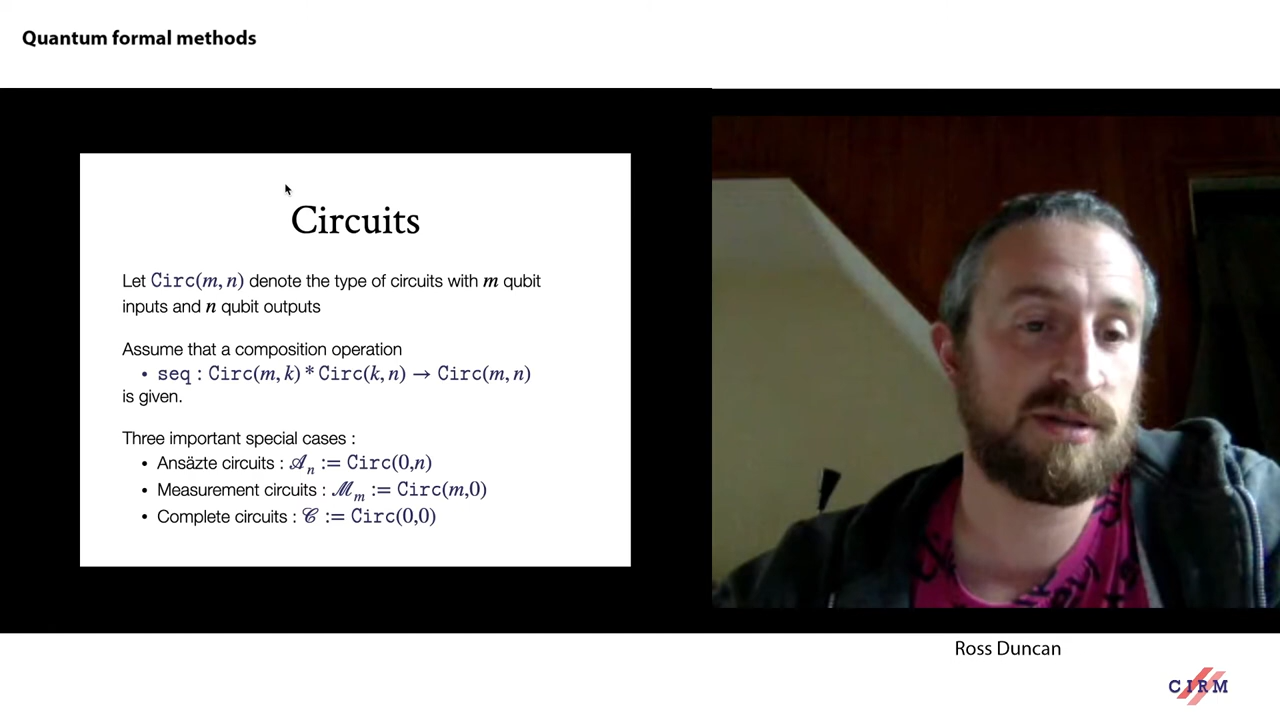 Quantum formal methods
Circuits
Let Circ(m, n) denote the type of circuits with m qubit
inputs and n qubit outputs
Assume that a composition operation
• seq : Circ(m, k) * Circ(k, n) → Circ(m, n)
is given.
Three important special cases :
• Ansäzte circuits : 𝒜ₙ := Circ(0,n)
• Measurement circuits : ℳₘ := Circ(m,0)
• Complete circuits : 𝒞 := Circ(0,0)
Ross Duncan
CIRM